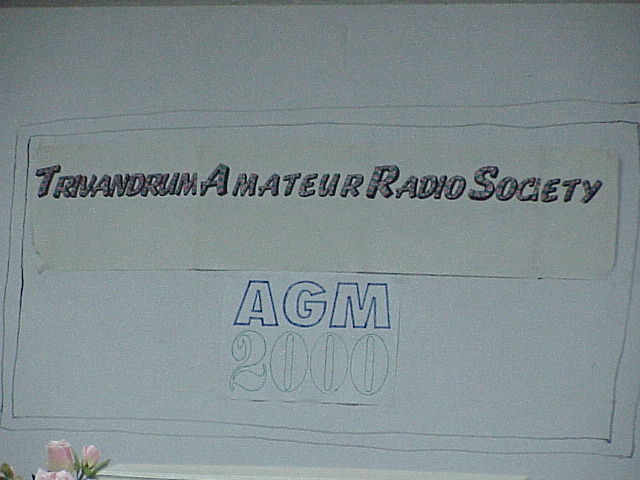 TRIVANDRUM AMATEUR RADIO SOCIETY
AGM
2000